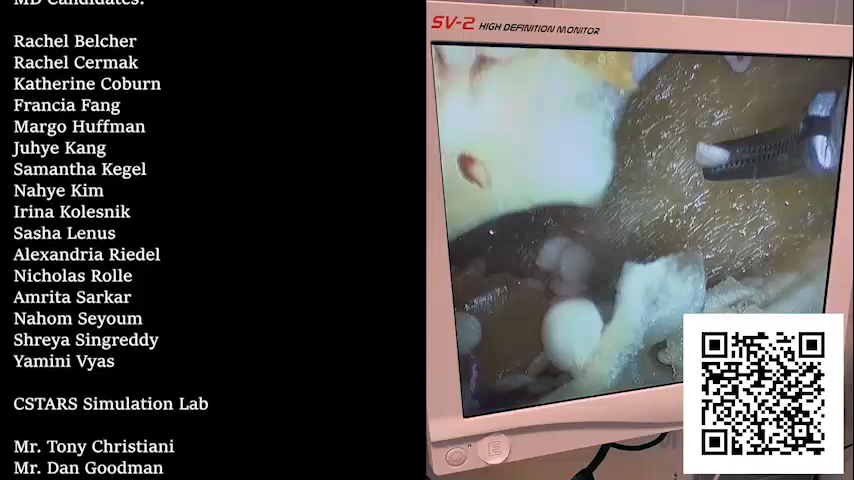 MD Candidates:
Rachel Belcher
Rachel Cermak
Katherine Coburn
Francia Fang
Margo Huffman
Juhye Kang
Samantha Kegel
Nahye Kim
Irina Kolesnik
Sasha Lenus
Alexandria Riedel
Nicholas Rolle
Amrita Sarkar
Nahom Seyoum
Shreya Singreddy
Yamini Vyas
CSTARS Simulation Lab
Mr. Tony Christiani
Mr. Dan Goodman
SV-2 HIGH DEFINITION MONITOR